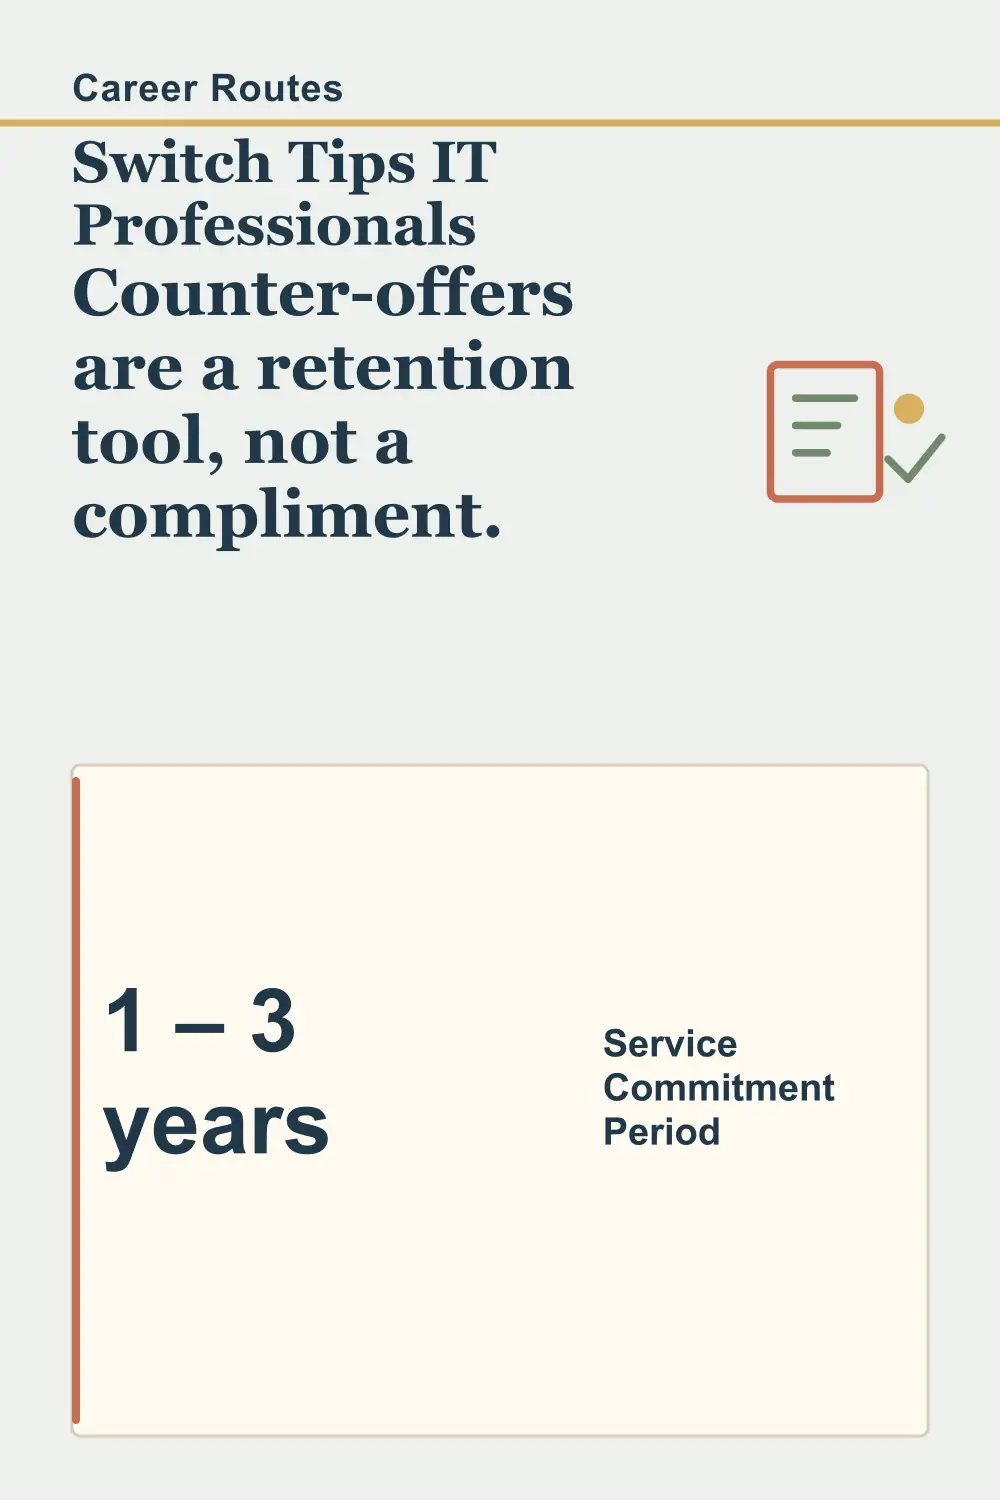 Career Routes
Switch Tips IT
Professionals
Counter-offers
are a retention
tool, not a
compliment.
1 – 3
years
Service
Commitment
Period